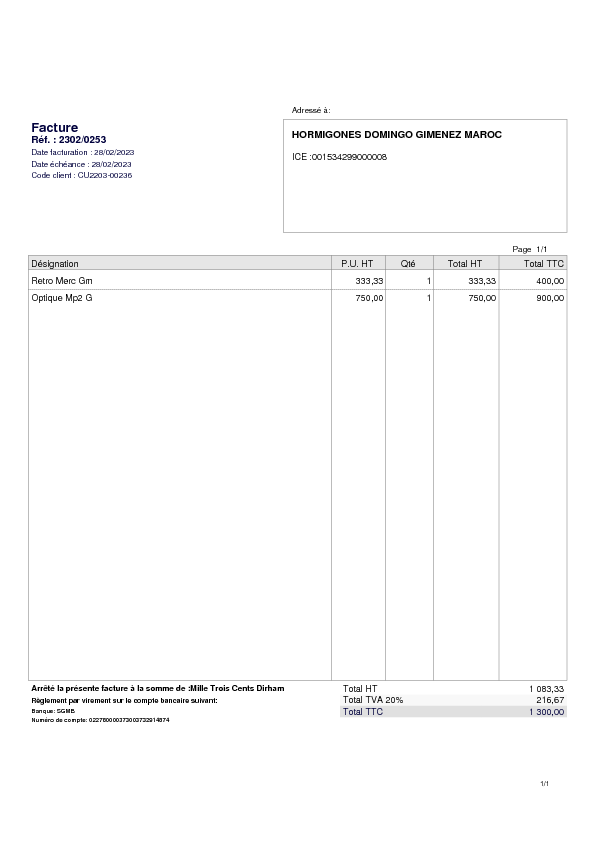 Adressé à:
Facture
Réf. : 2302/0253
Date facturation : 28/02/2023
Date échéance : 28/02/2023
Code client : CU2203-00236
HORMIGONES DOMINGO GIMENEZ MAROC
ICE :001534299000008
Page 1/1
Désignation P.U. HT Qté Total HT Total TTC
Retro Merc Gm 333,33 1 333,33 400,00
Optique Mp2 G 750,00 1 750,00 900,00
Arrêté la présente facture à la somme de :Mille Trois Cents Dirham
Règlement par virement sur le compte bancaire suivant:
Banque: SGMB
Numéro de compte:
Total HT 1 083,33
Total TVA 20% 216,67
Total TTC 1 300,00
1/1